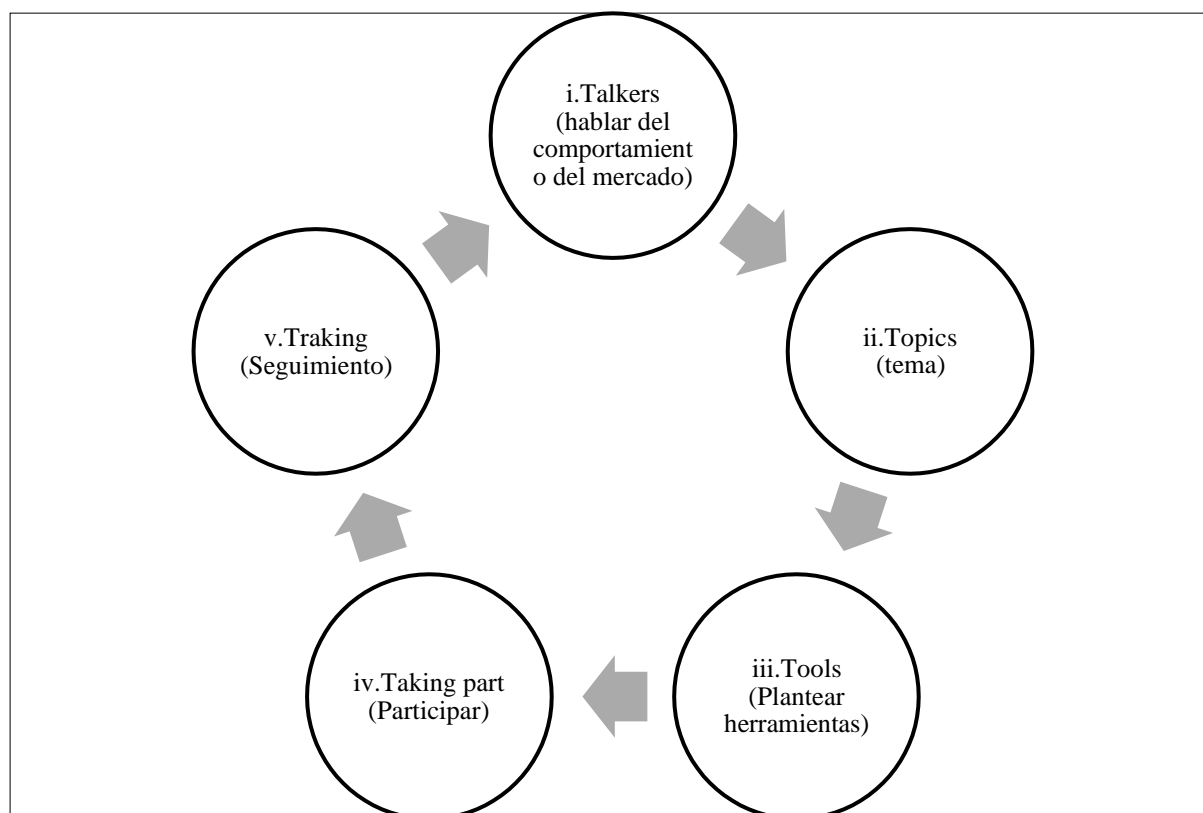 i.Talkers
(hablar del
comportamient
o del mercado)
ii.Topics
(tema)
iii.Tools
(Plantear
herramientas)
iv.Taking part
(Participar)
v.Traking
(Seguimiento)